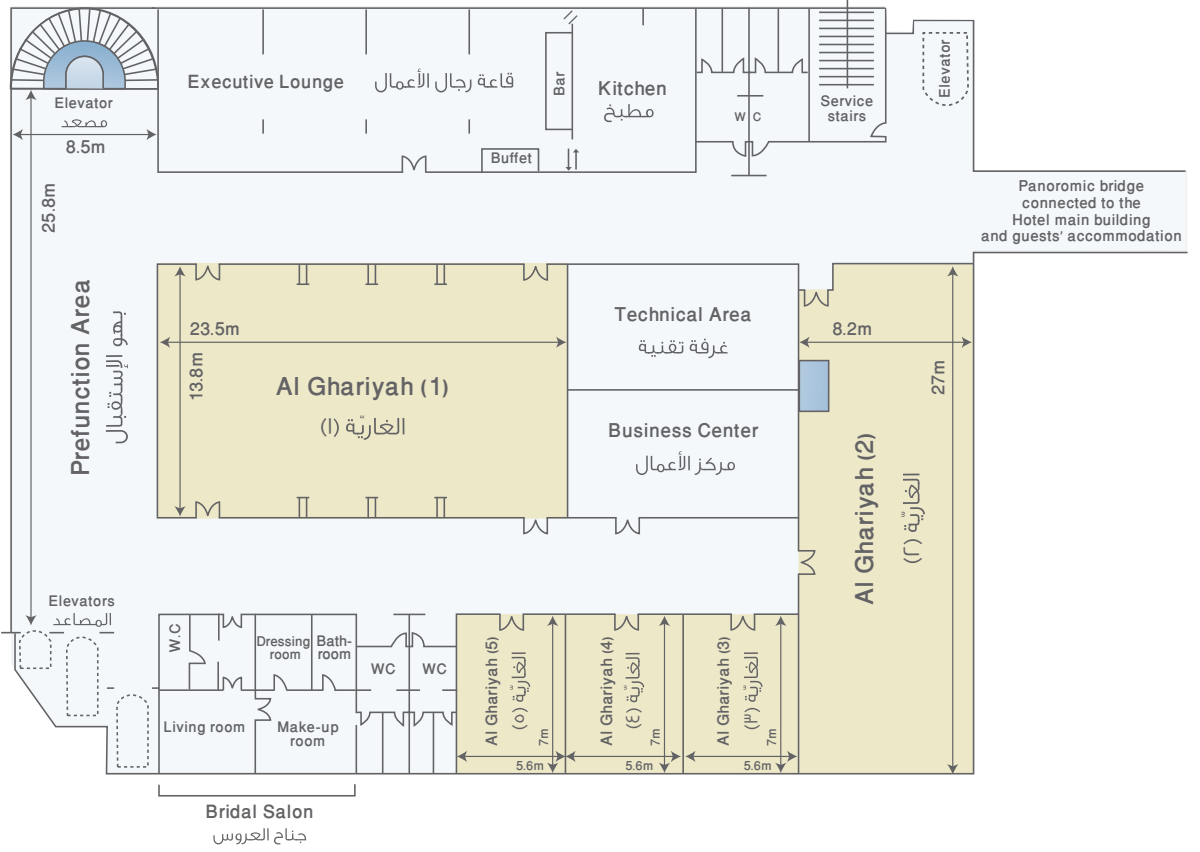 Executive Lounge قاعة رجال الأعمال
Bar
Kitchen
مطبخ
Buffet
W C
Service
stairs
Elevator
Elevator
مصعد
8.5m
25.8m
Panoromic bridge
connected to the
Hotel main building
and guests' accommodation
Prefunction Area
بهو الإستقبال
23.5m
13.8m
Al Ghariyah (1)
الغاريّة (١)
Technical Area
غرفة تقنية
Business Center
مركز الأعمال
8.2m
27m
Al Ghariyah (2)
الغاريّة (٢)
Elevators
المصاعد
W.C
Dressing
room
Bath-
room
WC
WC
Living room
Make-up
room
Al Ghariyah (5)
الغاريّة (٥)
7m
5.6m
Al Ghariyah (4)
الغاريّة (٤)
7m
5.6m
Al Ghariyah (3)
الغاريّة (٣)
7m
5.6m
Bridal Salon
جناح العروس